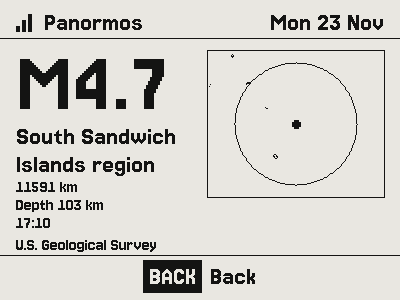 Panormos
Mon 23 Nov
M4.7
South Sandwich
Islands region
11591 km
Depth 103 km
17:10
U.S. Geological Survey
BACK Back